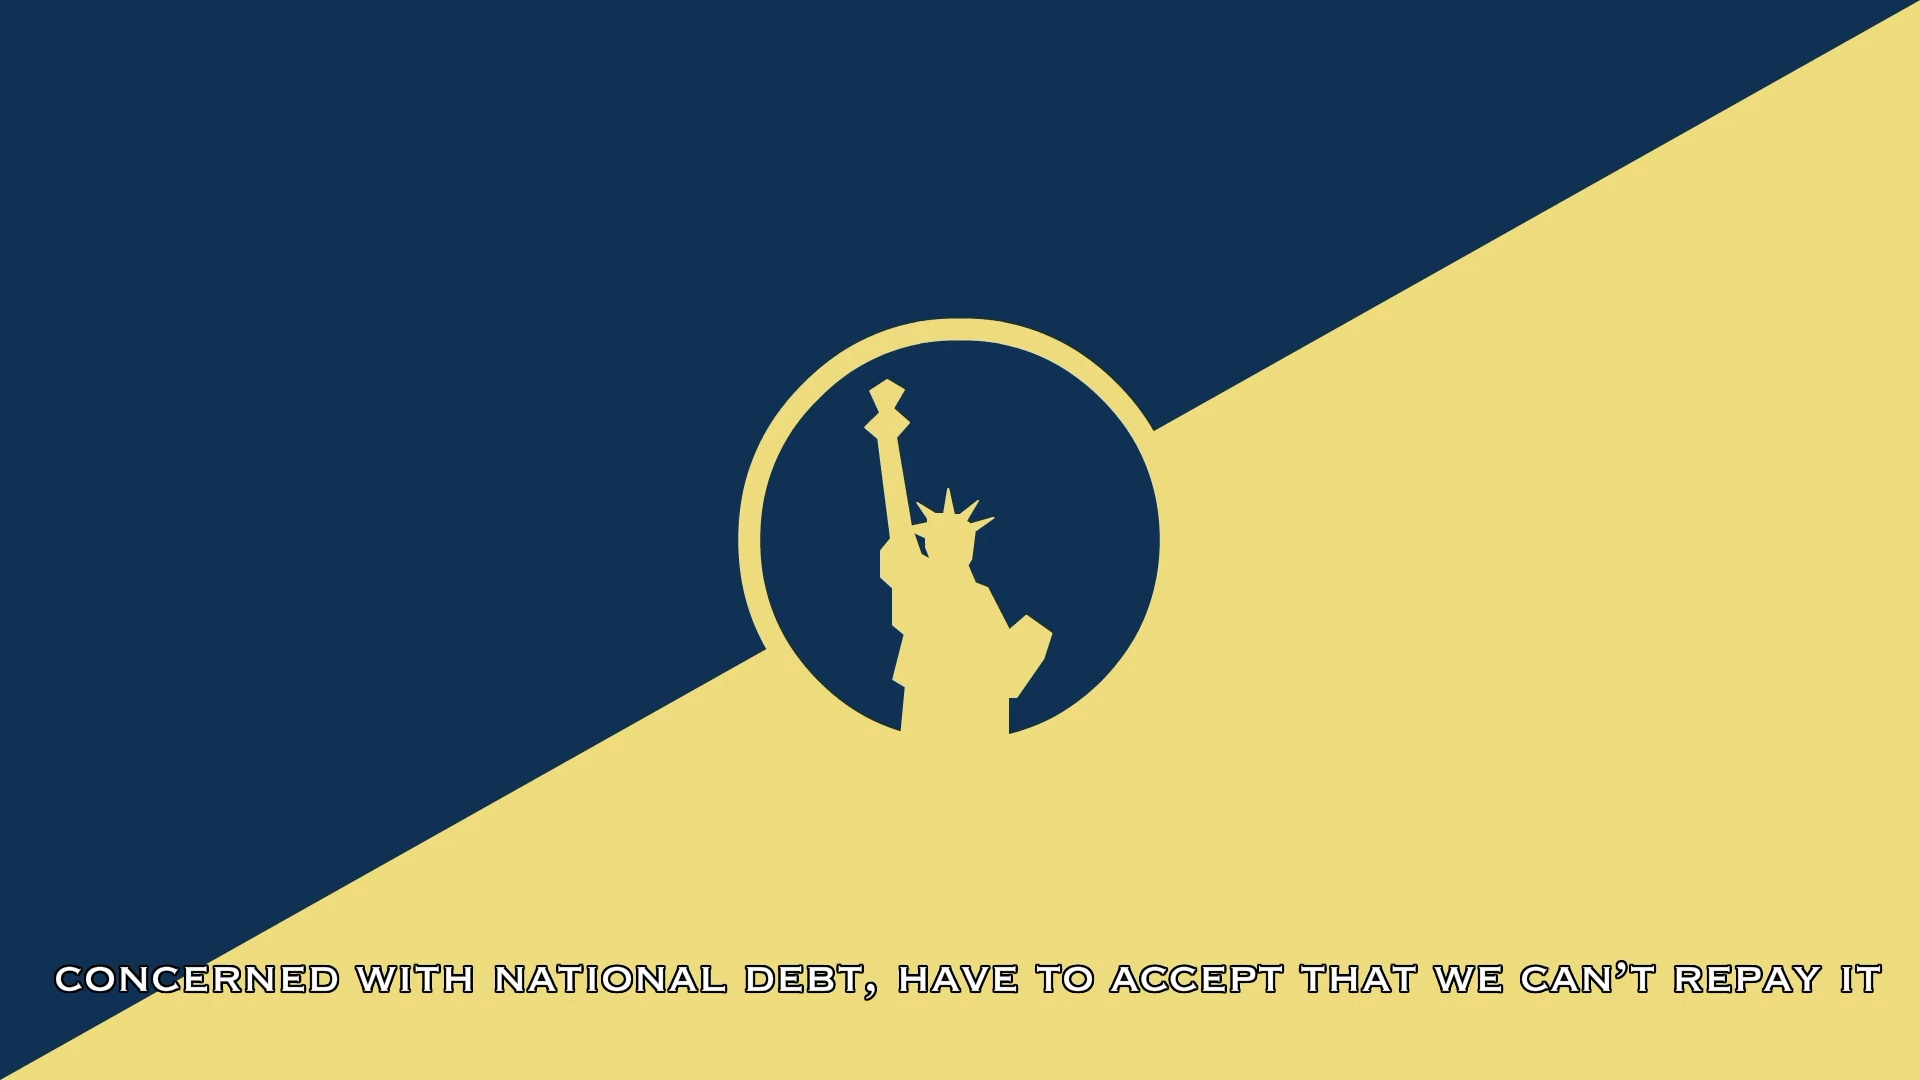 CONCERNED WITH NATIONAL DEBT, HAVE TO ACCEPT THAT WE CAN’T REPAY IT